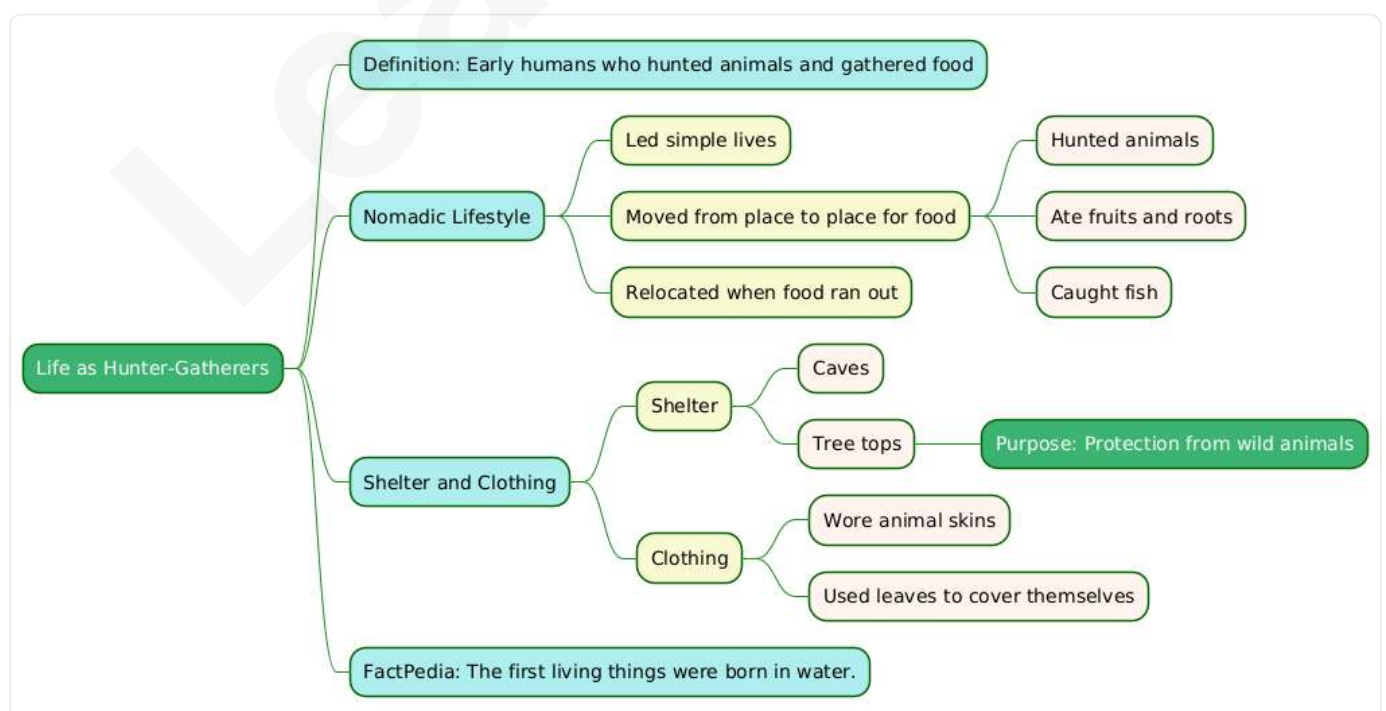 Definition: Early humans who hunted animals and gathered food
Led simple lives
Hunted animals
Nomadic Lifestyle
Moved from place to place for food
Ate fruits and roots
Relocated when food ran out
Caught fish
Life as Hunter-Gatherers
Caves
Shelter
Tree tops
Purpose: Protection from wild animals
Shelter and Clothing
Wore animal skins
Clothing
Used leaves to cover themselves
FactPedia: The first living things were born in water.